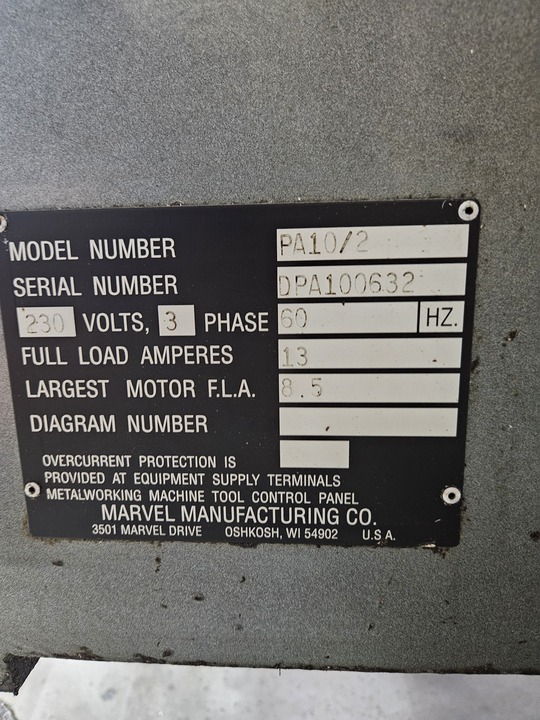 MODEL NUMBER PA10/2
SERIAL NUMBER DPA100632
230 VOLTS, 3 PHASE 60 HZ.
FULL LOAD AMPERES 13
LARGEST MOTOR F.L.A. 8.5
DIAGRAM NUMBER
OVERCURRENT PROTECTION IS
PROVIDED AT EQUIPMENT SUPPLY TERMINALS
METALWORKING MACHINE TOOL CONTROL PANEL
MARVEL MANUFACTURING CO.
3501 MARVEL DRIVE OSHKOSH, WI 54902 U.S.A.